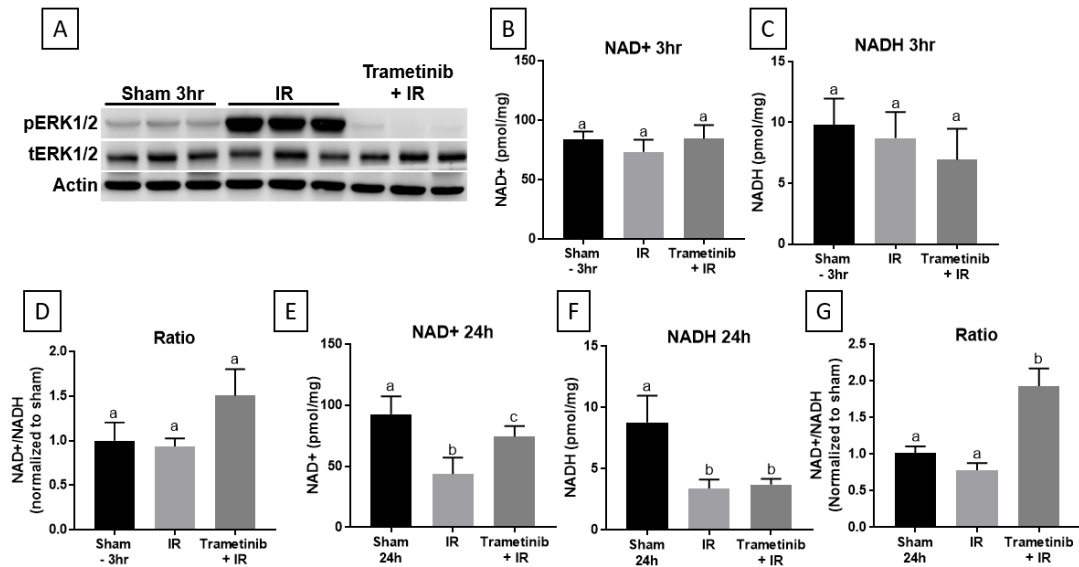 A
Sham 3hr IR Trametinib
+ IR
pERK1/2
tERK1/2
Actin
B
NAD+ 3hr
NAD+ (pmol/mg)
150
100
50
0
a a a
Sham
- 3hr
IR
Trametinib
+ IR
C
NADH 3hr
NADH (pmol/mg)
15
10
5
0
a a a
Sham
- 3hr
IR
Trametinib
+ IR
D
Ratio
NAD+/NADH
(normalized to sham)
2.0
1.5
1.0
0.5
0.0
a a a
Sham
- 3hr
IR
Trametinib
+ IR
E
NAD+ 24h
NAD+ (pmol/mg)
150
100
50
0
a b c
Sham
24h
IR
Trametinib
+ IR
F
NADH 24h
NADH (pmol/mg)
15
10
5
0
a b b
Sham
24h
IR
Trametinib
+ IR
G
Ratio
NAD+/NADH
(Normalized to sham)
2.5
2.0
1.5
1.0
0.5
0.0
a a b
Sham
24h
IR
Trametinib
+ IR